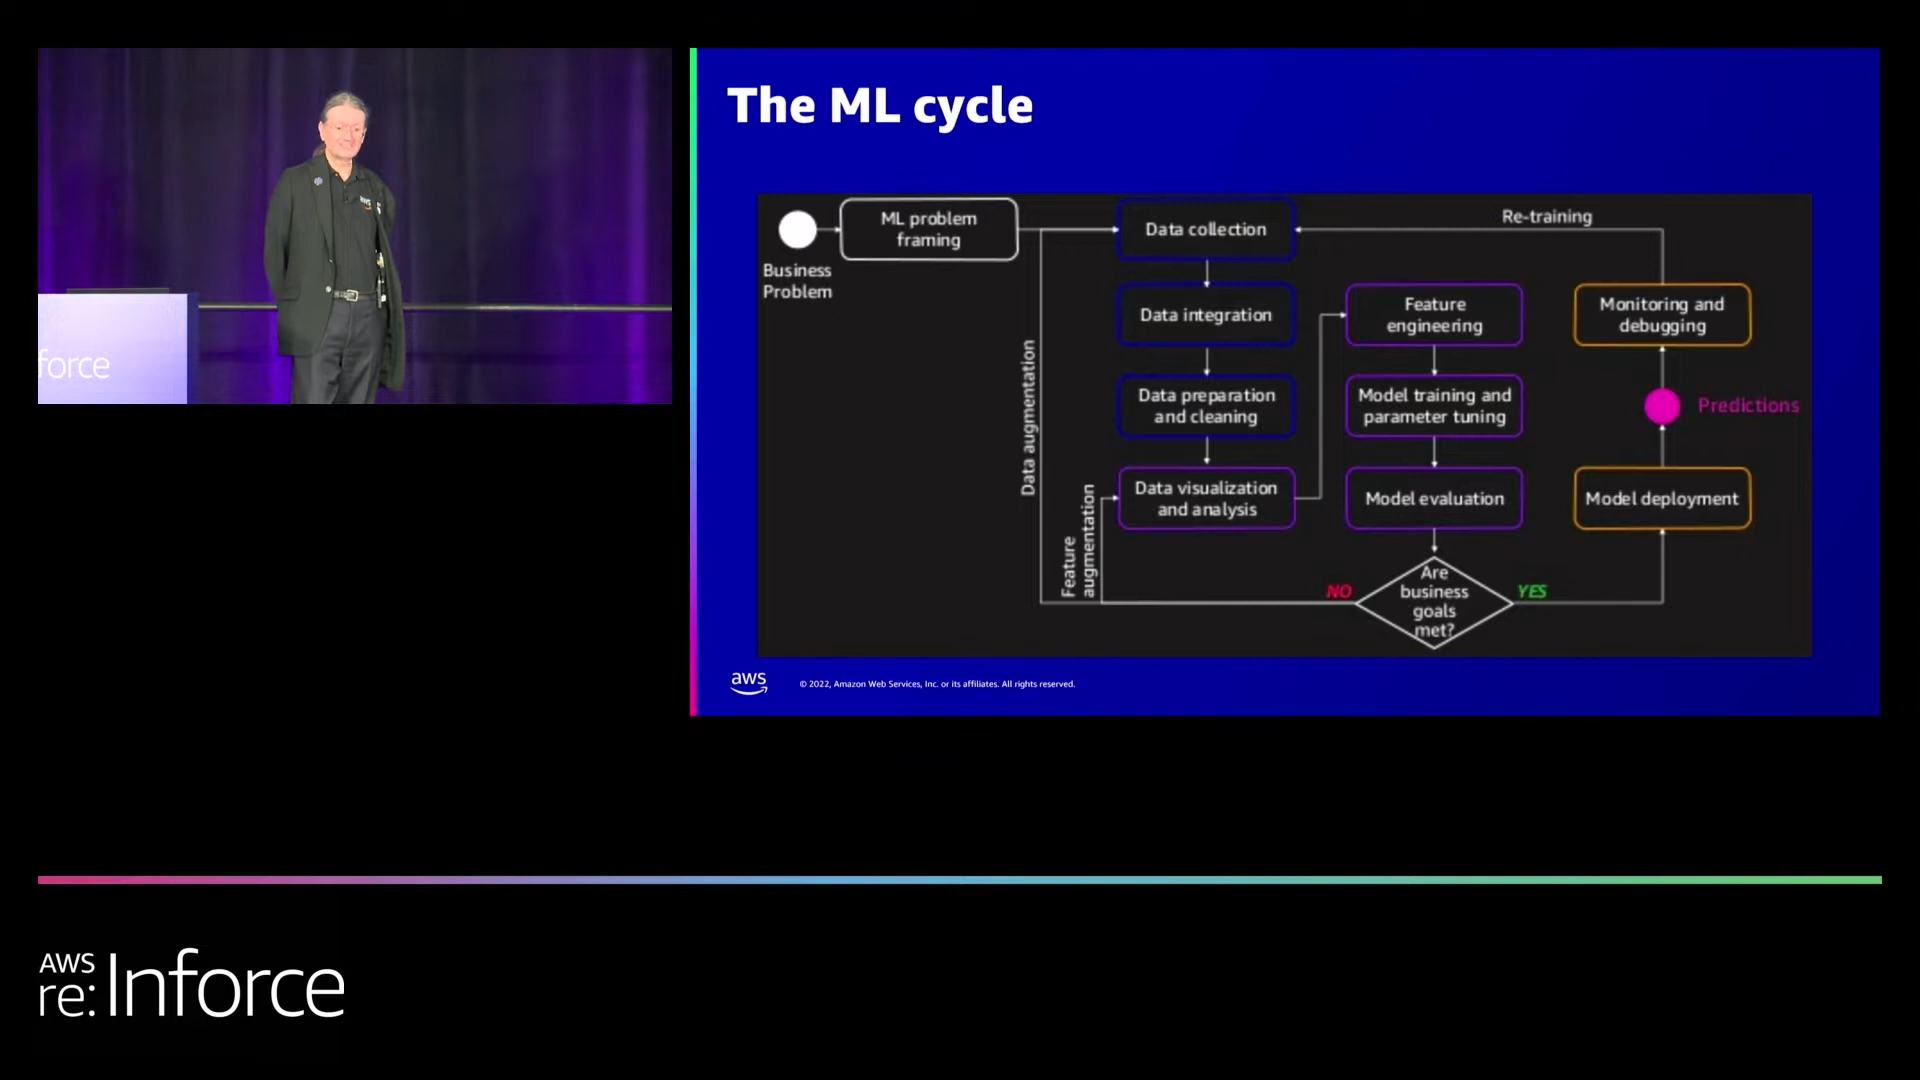 force
aws
The ML cycle
Business
Problem
ML problem
framing
Data collection
Re-training
Data integration
Data preparation
and cleaning
Data visualization
and analysis
Data augmentation
Feature
augmentation
Feature
engineering
Model training and
parameter tuning
Model evaluation
Are
business
goals
met?
NO
YES
Model deployment
Predictions
Monitoring and
debugging
aws
© 2022, Amazon Web Services, Inc. or its affiliates. All rights reserved.
AWS
re:Inforce